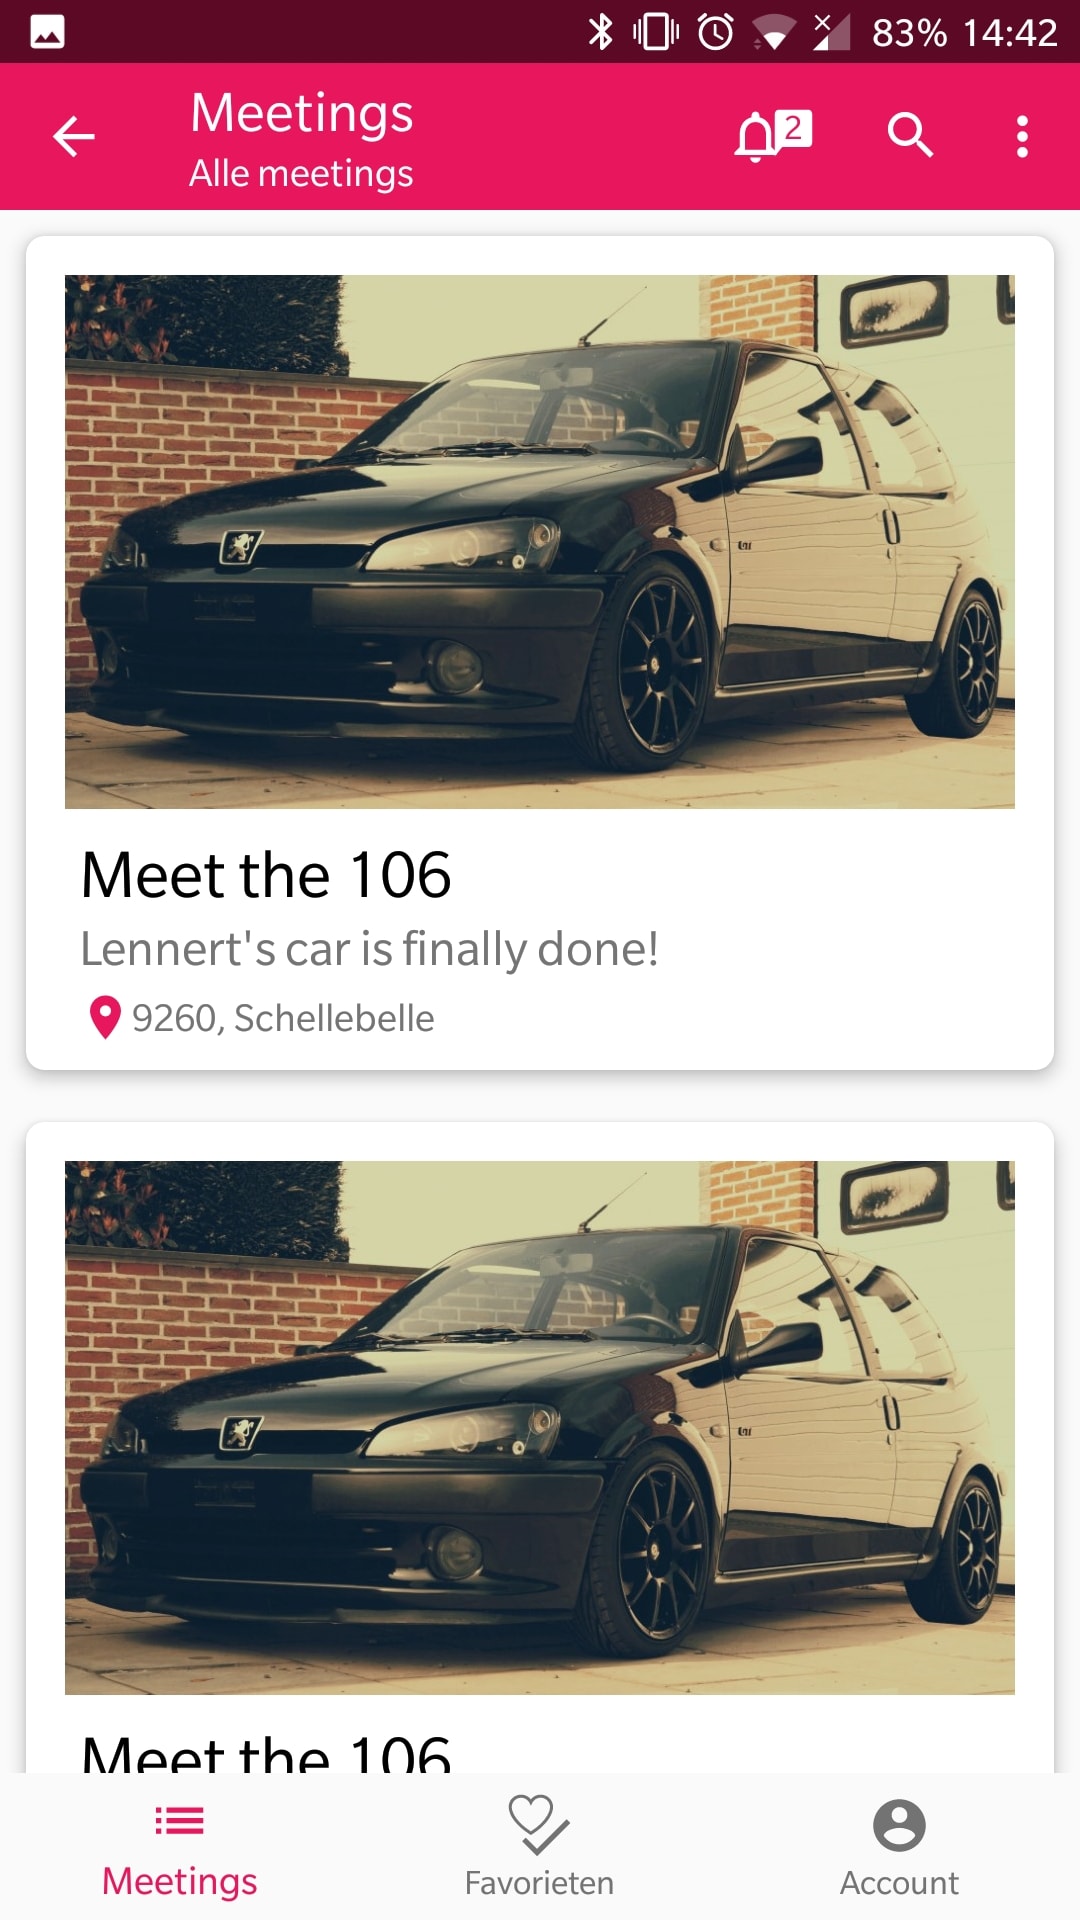 83% 14:42
Meetings
2
Alle meetings
Meet the 106
Lennert's car is finally done!
9260, Schellebelle
Meet the 106
Meetings
Favorieten
Account